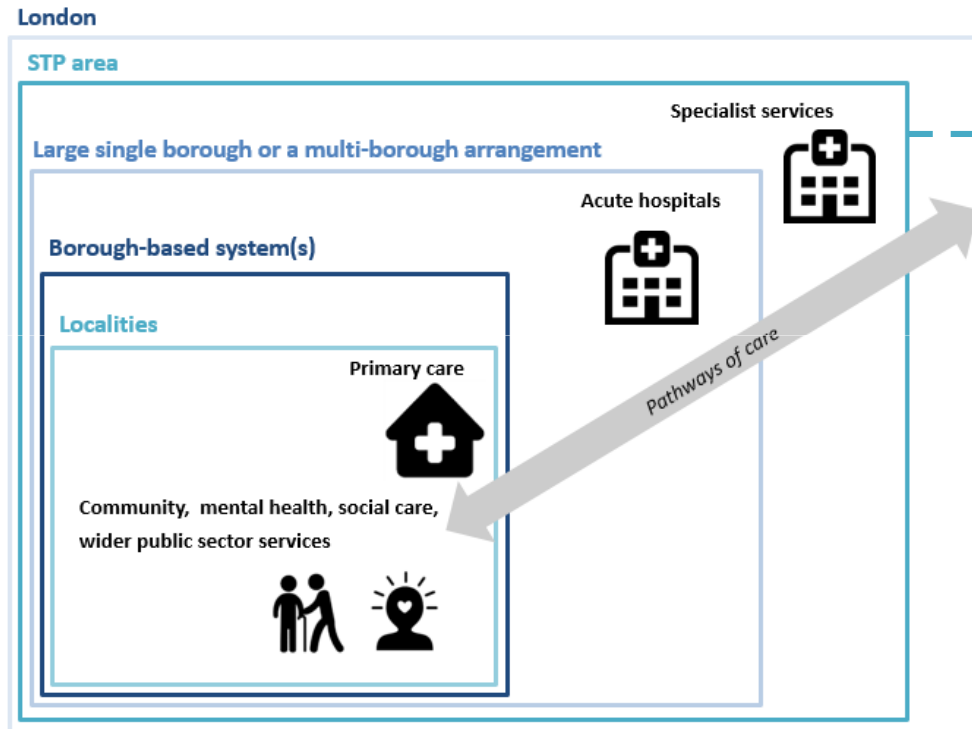 London
STP area
Specialist services
Large single borough or a multi-borough arrangement
Acute hospitals
Borough-based system(s)
Localities
Pathways of care
Primary care
Community, mental health, social care,
wider public sector services